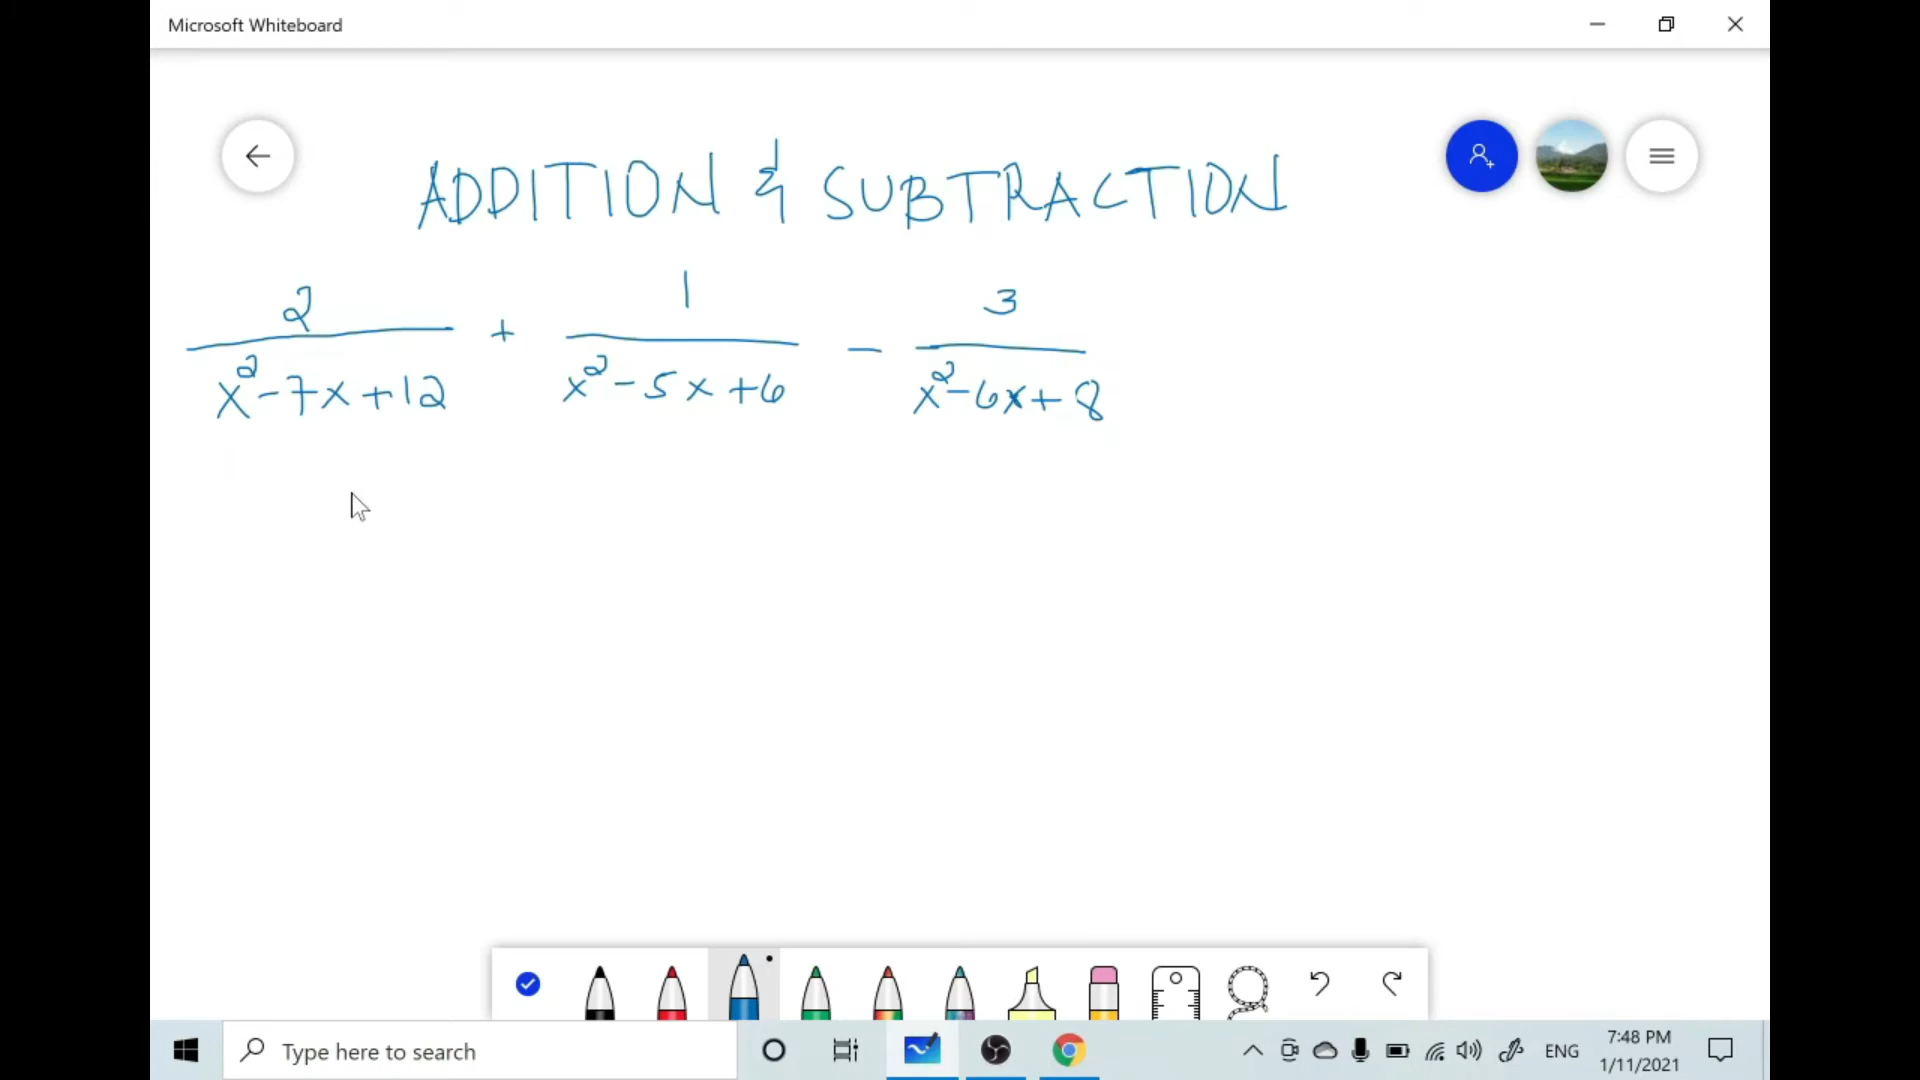 Microsoft Whiteboard
ADDITION & SUBTRACTION
2/(x²-7x+12) + 1/(x²-5x+6) - 3/(x²-6x+8)
Type here to search
ENG
7:48 PM
1/11/2021